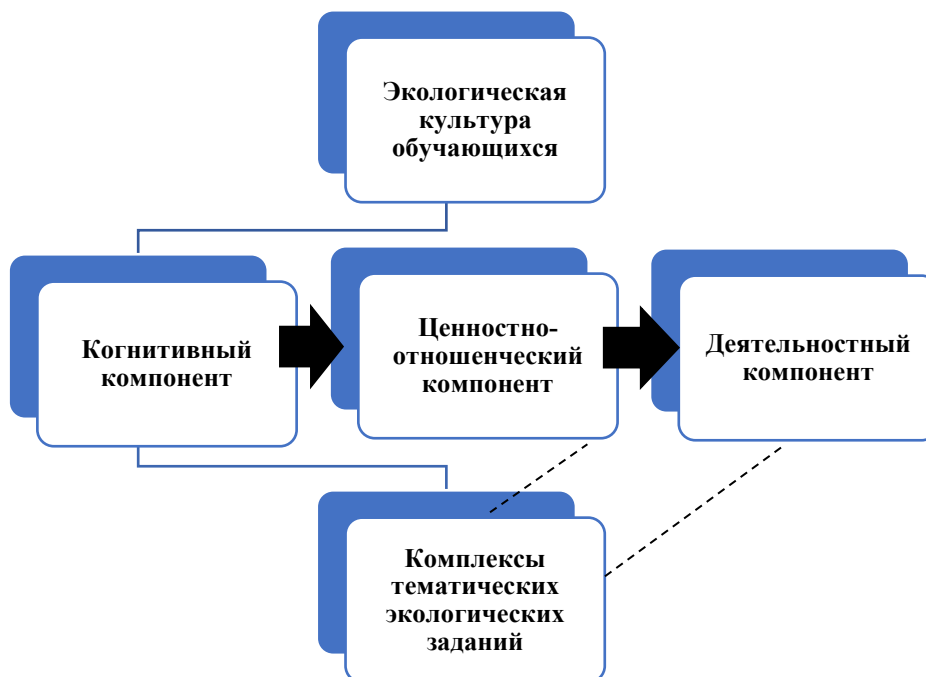 Экологическая
культура
обучающихся
Когнитивный
компонент
Ценностно-
отношенческий
компонент
Деятельностный
компонент
Комплексы
тематических
экологических
заданий